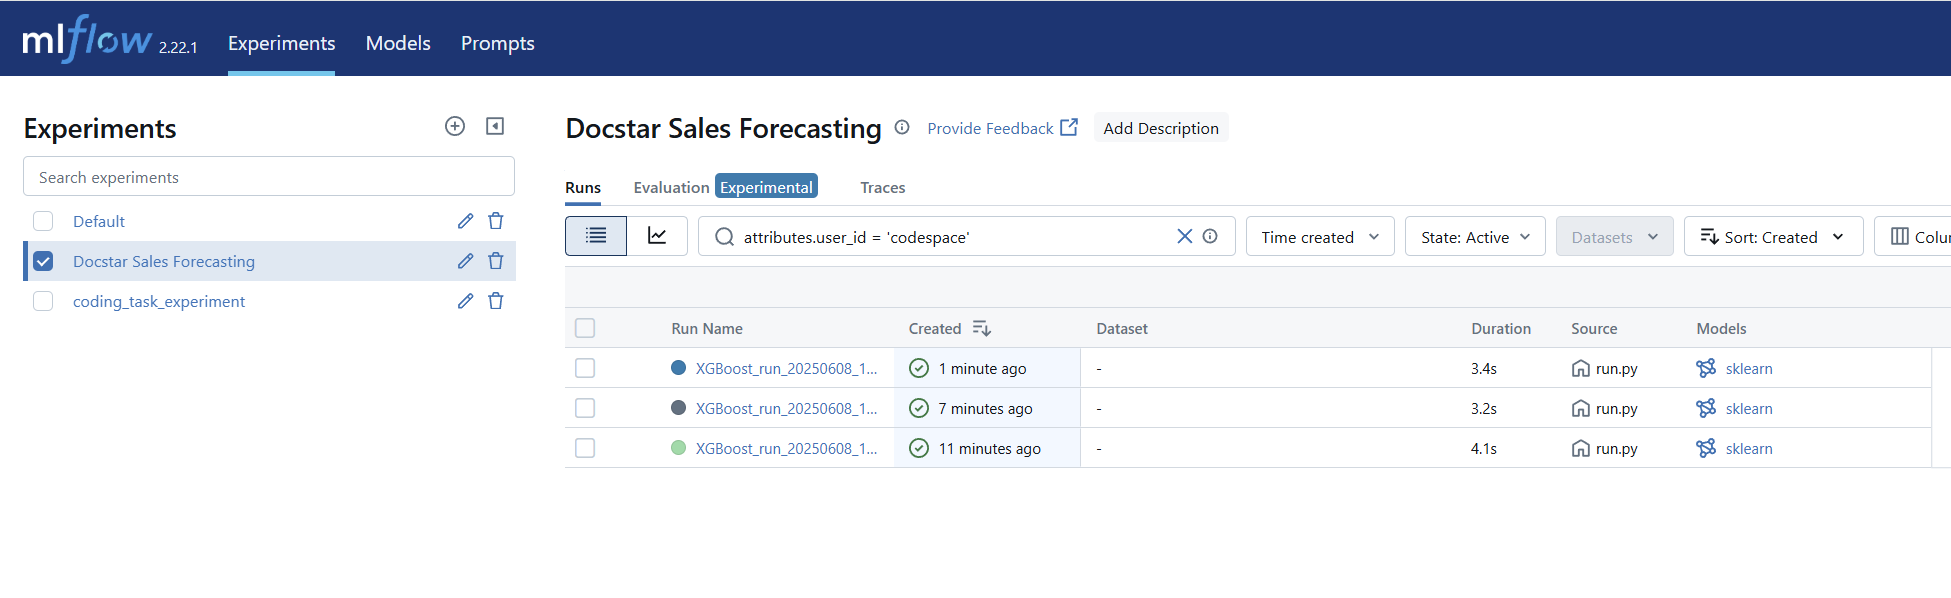 mlflow 2.22.1 Experiments Models Prompts
Experiments
Search experiments
Default
Docstar Sales Forecasting
coding_task_experiment
Docstar Sales Forecasting Provide Feedback Add Description
Runs Evaluation Experimental Traces
attributes.user_id = 'codespace' Time created State: Active Datasets Sort: Created Colu
Run Name Created Dataset Duration Source Models
XGBoost_run_20250608_1... 1 minute ago - 3.4s run.py sklearn
XGBoost_run_20250608_1... 7 minutes ago - 3.2s run.py sklearn
XGBoost_run_20250608_1... 11 minutes ago - 4.1s run.py sklearn